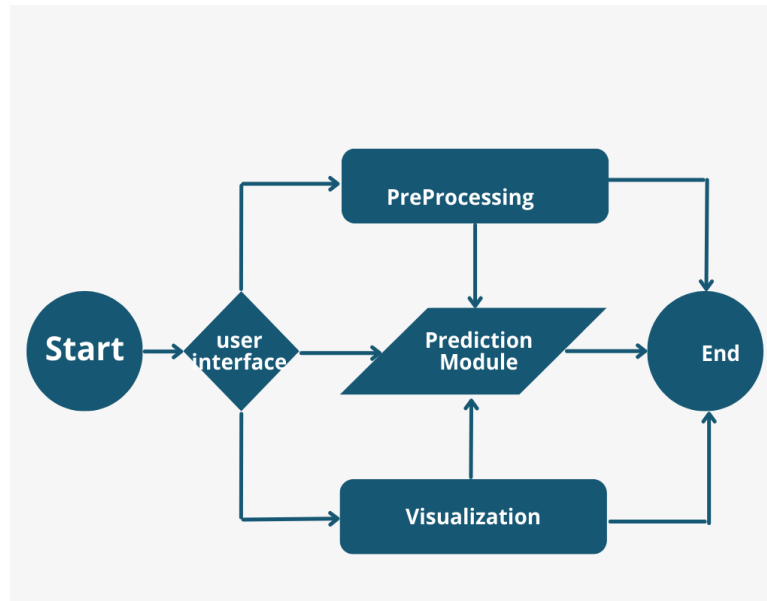 PreProcessing
Start
user
interface
Prediction
Module
End
Visualization